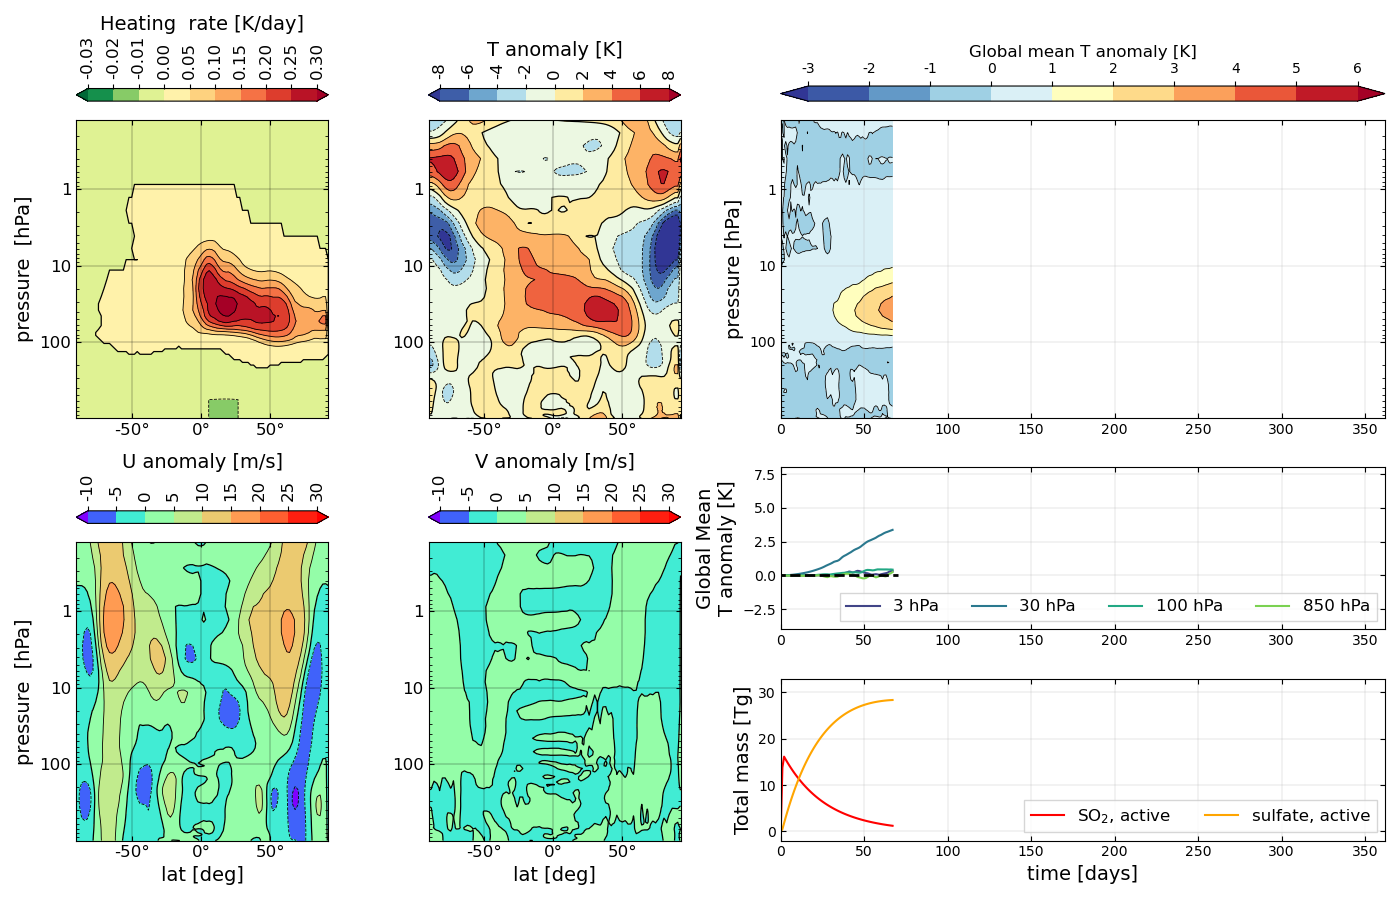 Heating  rate [K/day]
-0.03 -0.02 -0.01 0.00 0.05 0.10 0.15 0.20 0.25 0.30
T anomaly [K]
-8 -6 -4 -2 0 2 4 6 8
Global mean T anomaly [K]
-3 -2 -1 0 1 2 3 4 5 6
pressure  [hPa]
1
10
100
-50° 0° 50°
1
10
100
-50° 0° 50°
pressure  [hPa]
1
10
100
0 50 100 150 200 250 300 350
U anomaly [m/s]
-10 -5 0 5 10 15 20 25 30
V anomaly [m/s]
-10 -5 0 5 10 15 20 25 30
pressure  [hPa]
1
10
100
-50° 0° 50°
lat [deg]
1
10
100
-50° 0° 50°
lat [deg]
Global Mean
T anomaly [K]
7.5
5.0
2.5
0.0
−2.5
3 hPa 30 hPa 100 hPa 850 hPa
0 50 100 150 200 250 300 350
Total mass [Tg]
30
20
10
0
SO₂, active sulfate, active
0 50 100 150 200 250 300 350
time [days]